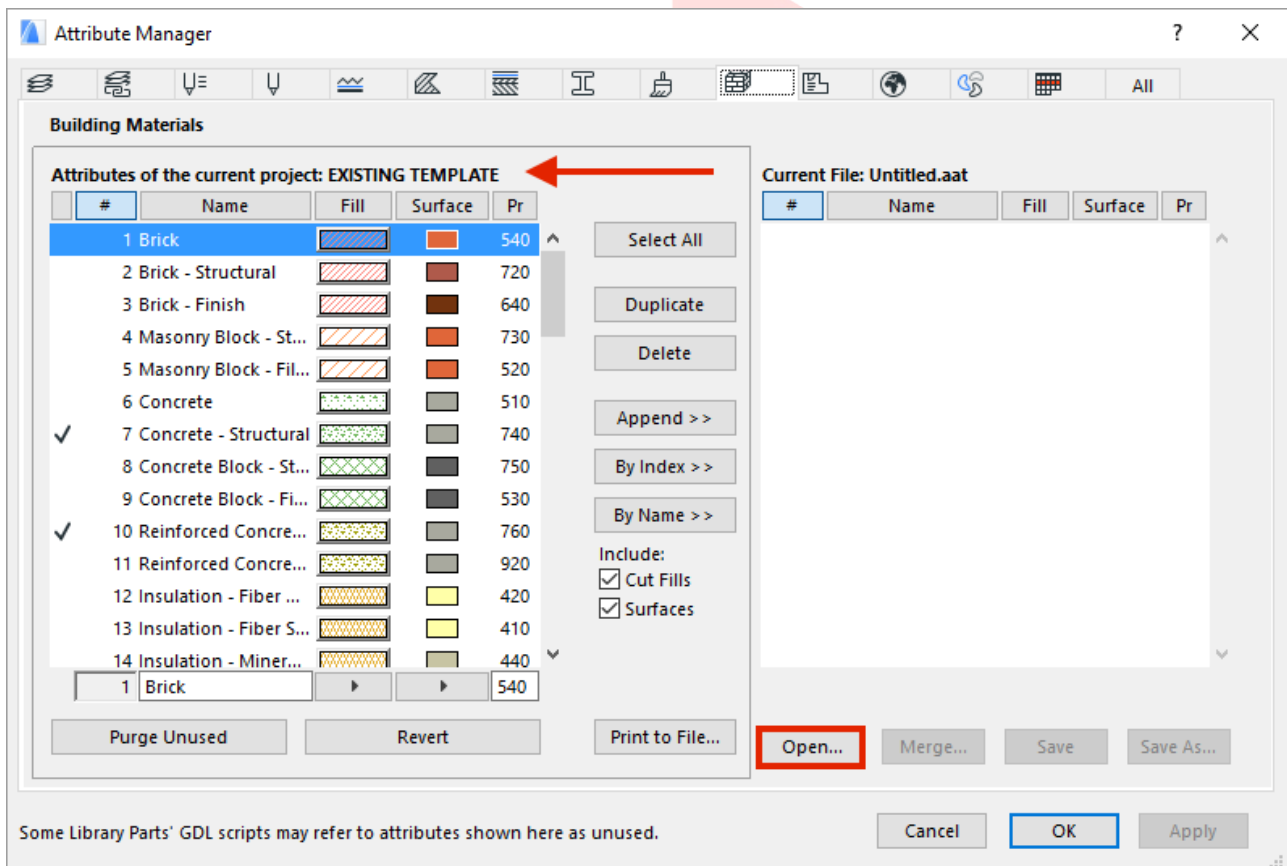 Attribute Manager
?
All
Building Materials
Attributes of the current project: EXISTING TEMPLATE
# Name Fill Surface Pr
1 Brick 540
2 Brick - Structural 720
3 Brick - Finish 640
4 Masonry Block - St... 730
5 Masonry Block - Fil... 520
6 Concrete 510
7 Concrete - Structural 740
8 Concrete Block - St... 750
9 Concrete Block - Fi... 530
10 Reinforced Concre... 760
11 Reinforced Concre... 920
12 Insulation - Fiber ... 420
13 Insulation - Fiber S... 410
14 Insulation - Miner... 440
1 Brick 540
Purge Unused
Revert
Select All
Duplicate
Delete
Append >>
By Index >>
By Name >>
Include:
Cut Fills
Surfaces
Print to File...
Current File: Untitled.aat
# Name Fill Surface Pr
Open...
Merge...
Save
Save As...
Some Library Parts' GDL scripts may refer to attributes shown here as unused.
Cancel
OK
Apply